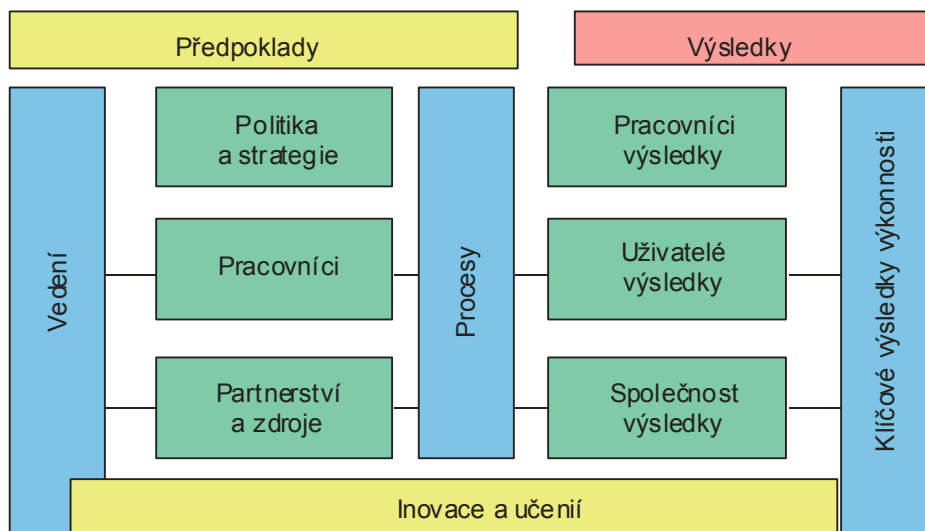 Předpoklady
Výsledky
Vedení
Politika
a strategie
Pracovníci
Partnerství
a zdroje
Procesy
Pracovníci
výsledky
Uživatelé
výsledky
Společnost
výsledky
Klíčové výsledky výkonnosti
Inovace a učenií